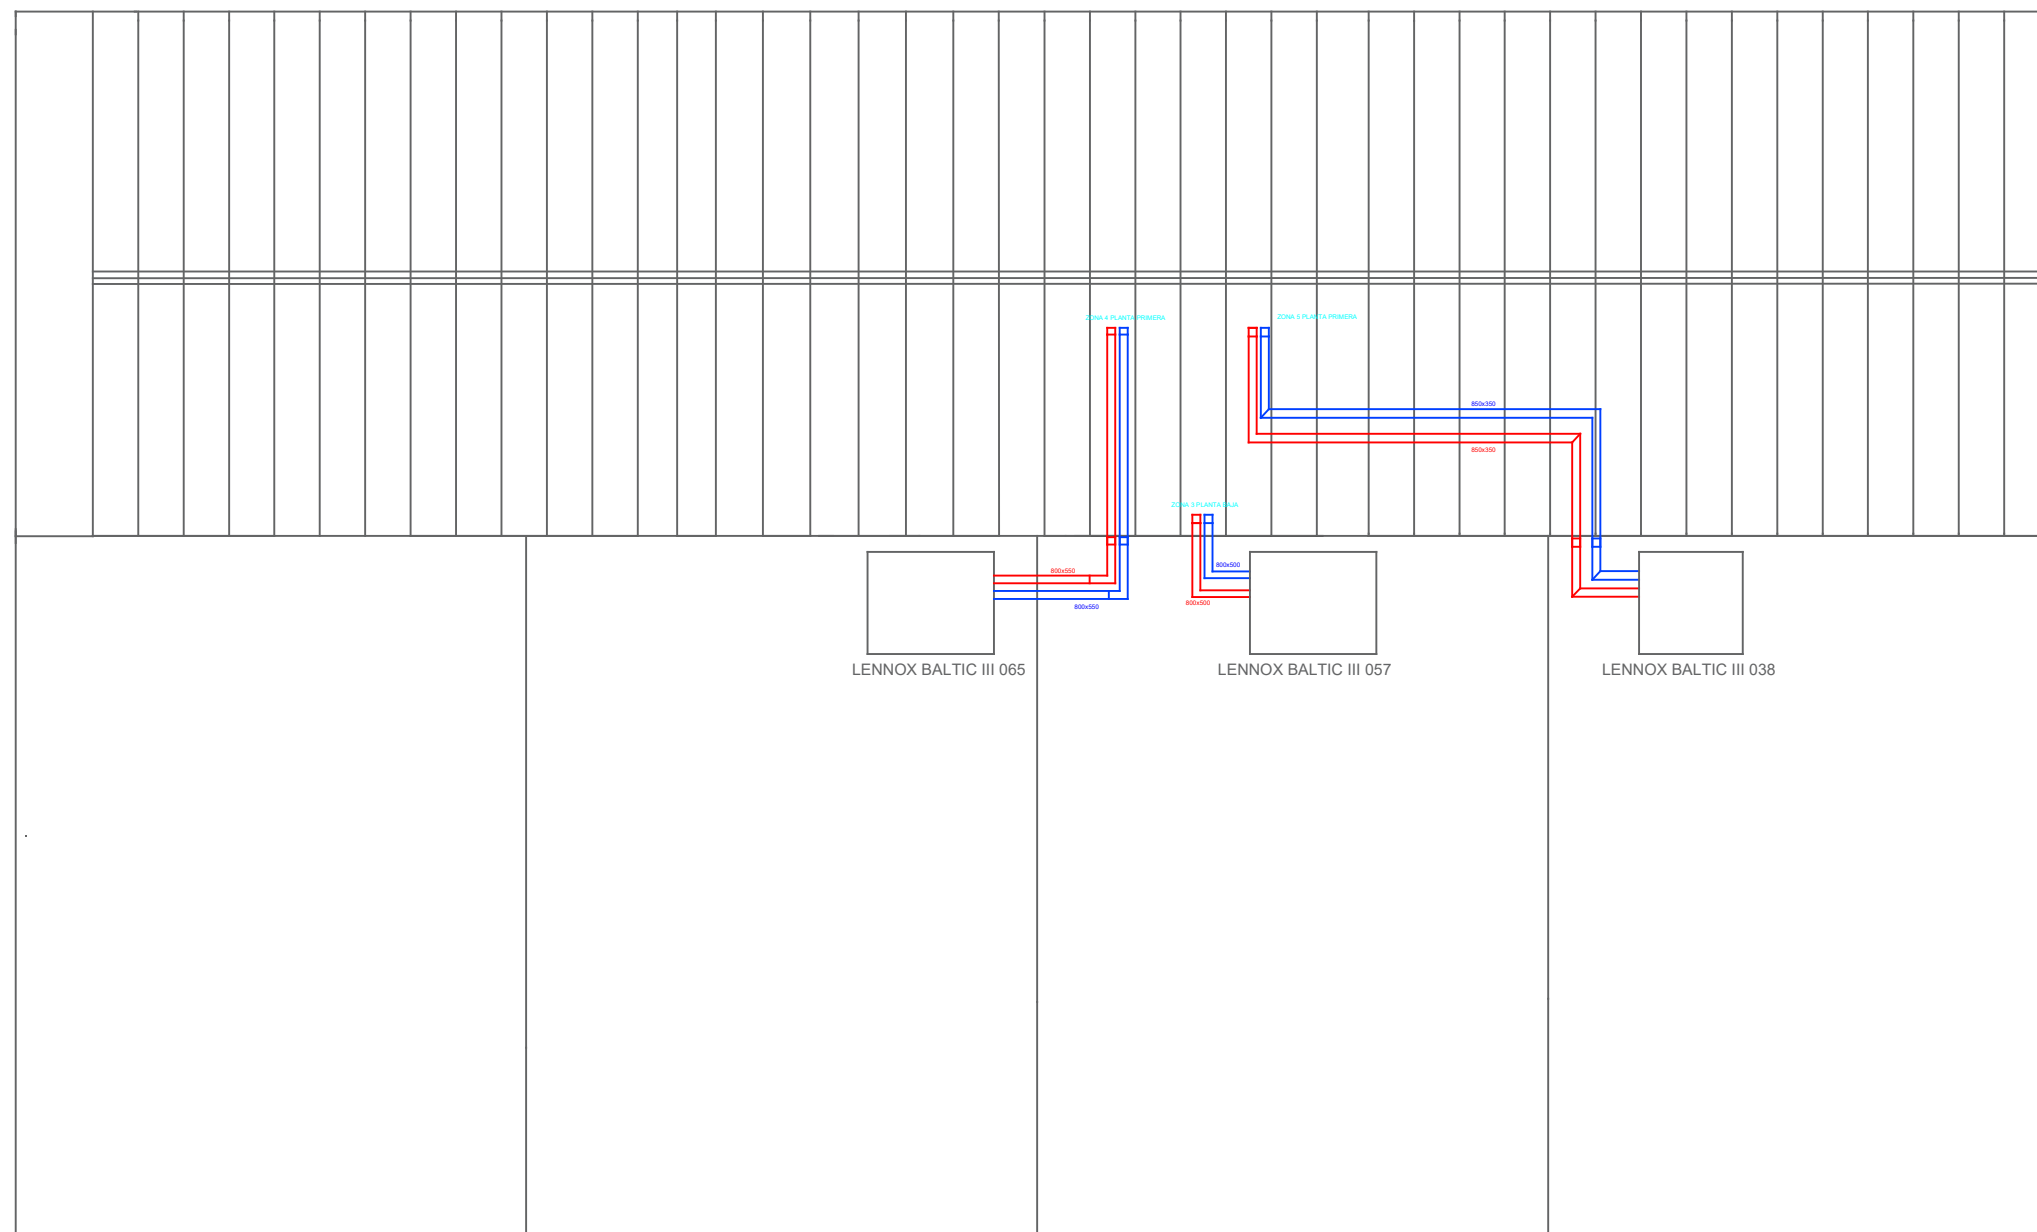 ZONA 4 PLANTA PRIMERA
ZONA 5 PLANTA PRIMERA
850x350
850x350
ZONA 3 PLANTA BAJA
800x550
800x550
800x500
800x500
LENNOX BALTIC III 065
LENNOX BALTIC III 057
LENNOX BALTIC III 038